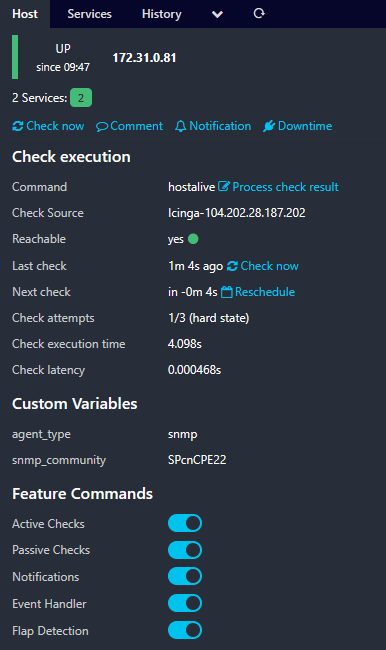 Host Services History
UP
since 09:47
172.31.0.81
2 Services: 2
Check now Comment Notification Downtime
Check execution
Command hostalive Process check result
Check Source Icinga-104.202.28.187.202
Reachable yes
Last check 1m 4s ago Check now
Next check in -0m 4s Reschedule
Check attempts 1/3 (hard state)
Check execution time 4.098s
Check latency 0.000468s
Custom Variables
agent_type snmp
snmp_community SPcnCPE22
Feature Commands
Active Checks
Passive Checks
Notifications
Event Handler
Flap Detection